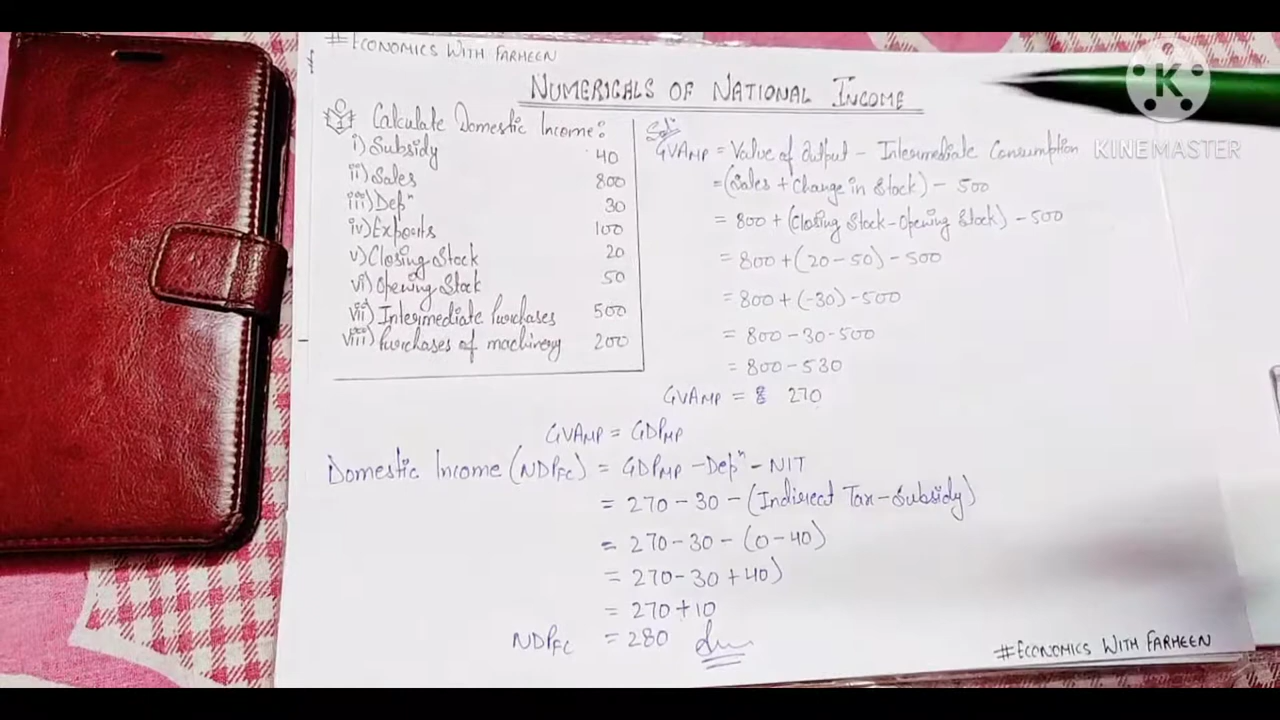 #ECONOMICS WITH FARHEEN
NUMERICALS OF NATIONAL INCOME
Calculate Domestic Income:
i) Subsidy 40
ii) Sales 800
iii) Depⁿ 30
iv) Exports 100
v) Closing Stock 20
vi) Opening Stock 50
vii) Intermediate Purchases 500
viii) Purchases of machinery 200
Solⁿ
GVAMP = Value of Output - Intermediate Consumption
= (Sales + Change in Stock) - 500
= 800 + (Closing Stock - Opening Stock) - 500
= 800 + (20 - 50) - 500
= 800 + (-30) - 500
= 800 - 30 - 500
= 800 - 530
GVAMP = 270
GVAMP = GDPMP
Domestic Income (NDPFC) = GDPMP - Depⁿ - NIT
= 270 - 30 - (Indirect Tax - Subsidy)
= 270 - 30 - (0 - 40)
= 270 - 30 + 40)
= 270 + 10
NDPFC = 280
#ECONOMICS WITH FARHEEN
K
KINEMASTER